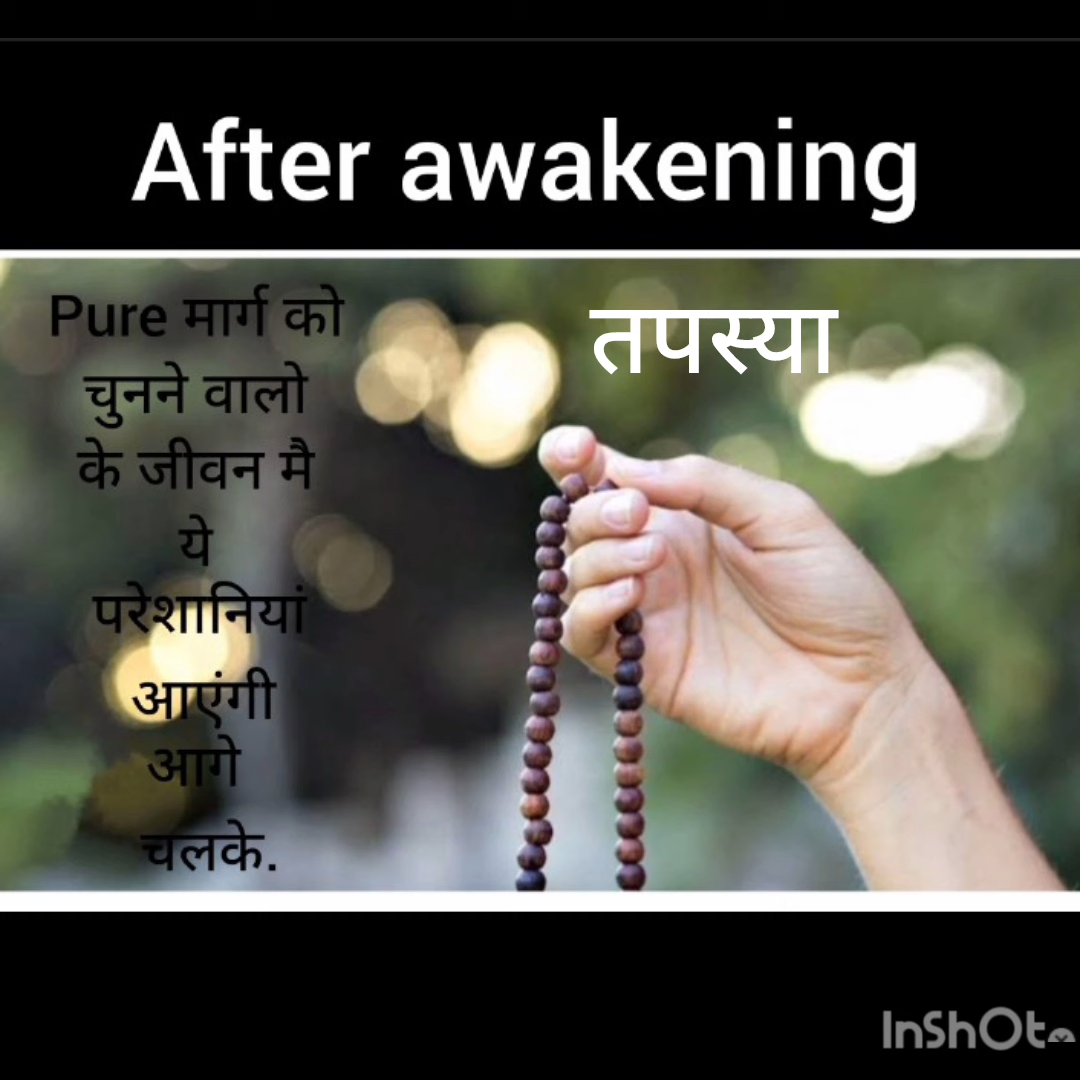 After awakening
Pure मार्ग को
चुनने वालो
के जीवन मै
ये
परेशानियां
आएंगी
आगे
चलके.
तपस्या
InShOt